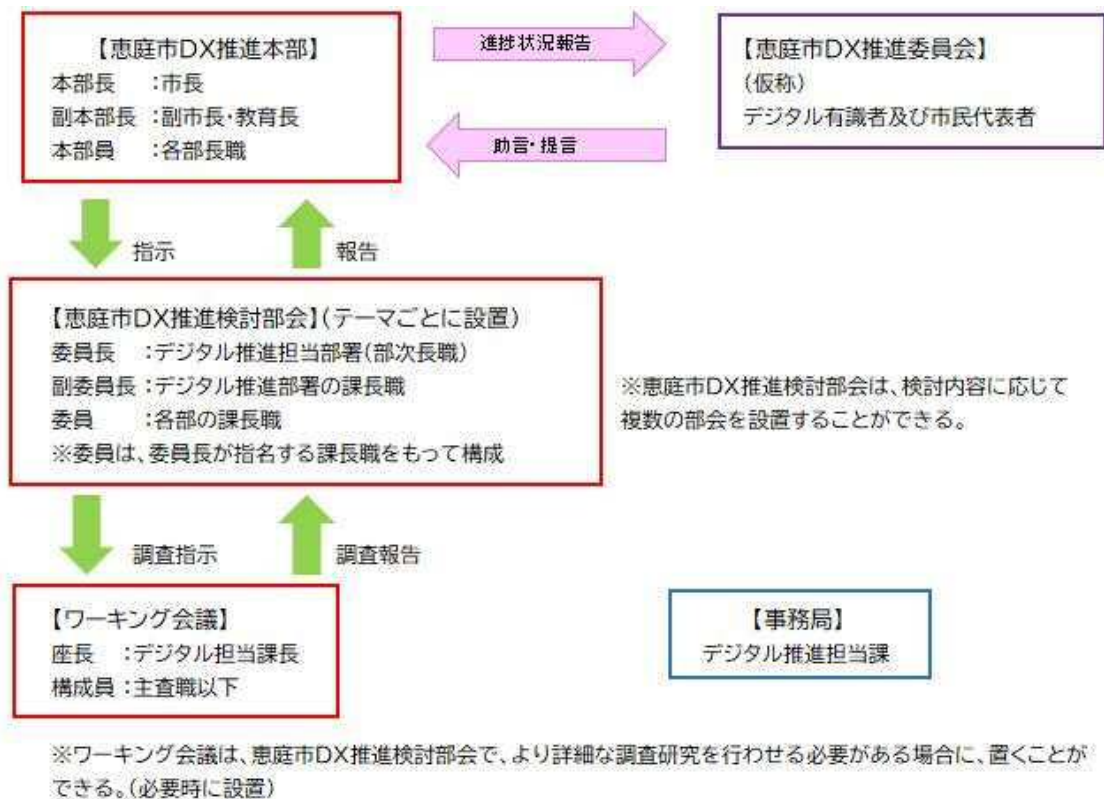 【恵庭市DX推進本部】
本部長　：市長
副本部長：副市長・教育長
本部員　：各部長職
進捗状況報告
助言・提言
【恵庭市DX推進委員会】
(仮称)
デジタル有識者及び市民代表者
指示
報告
【恵庭市DX推進検討部会】(テーマごとに設置)
委員長　：デジタル推進担当部署(部次長職)
副委員長：デジタル推進部署の課長職
委員　　：各部の課長職
※委員は、委員長が指名する課長職をもって構成
※恵庭市DX推進検討部会は、検討内容に応じて
複数の部会を設置することができる。
調査指示
調査報告
【ワーキング会議】
座長　：デジタル担当課長
構成員：主査職以下
【事務局】
デジタル推進担当課
※ワーキング会議は、恵庭市DX推進検討部会で、より詳細な調査研究を行わせる必要がある場合に、置くことが
できる。(必要時に設置)